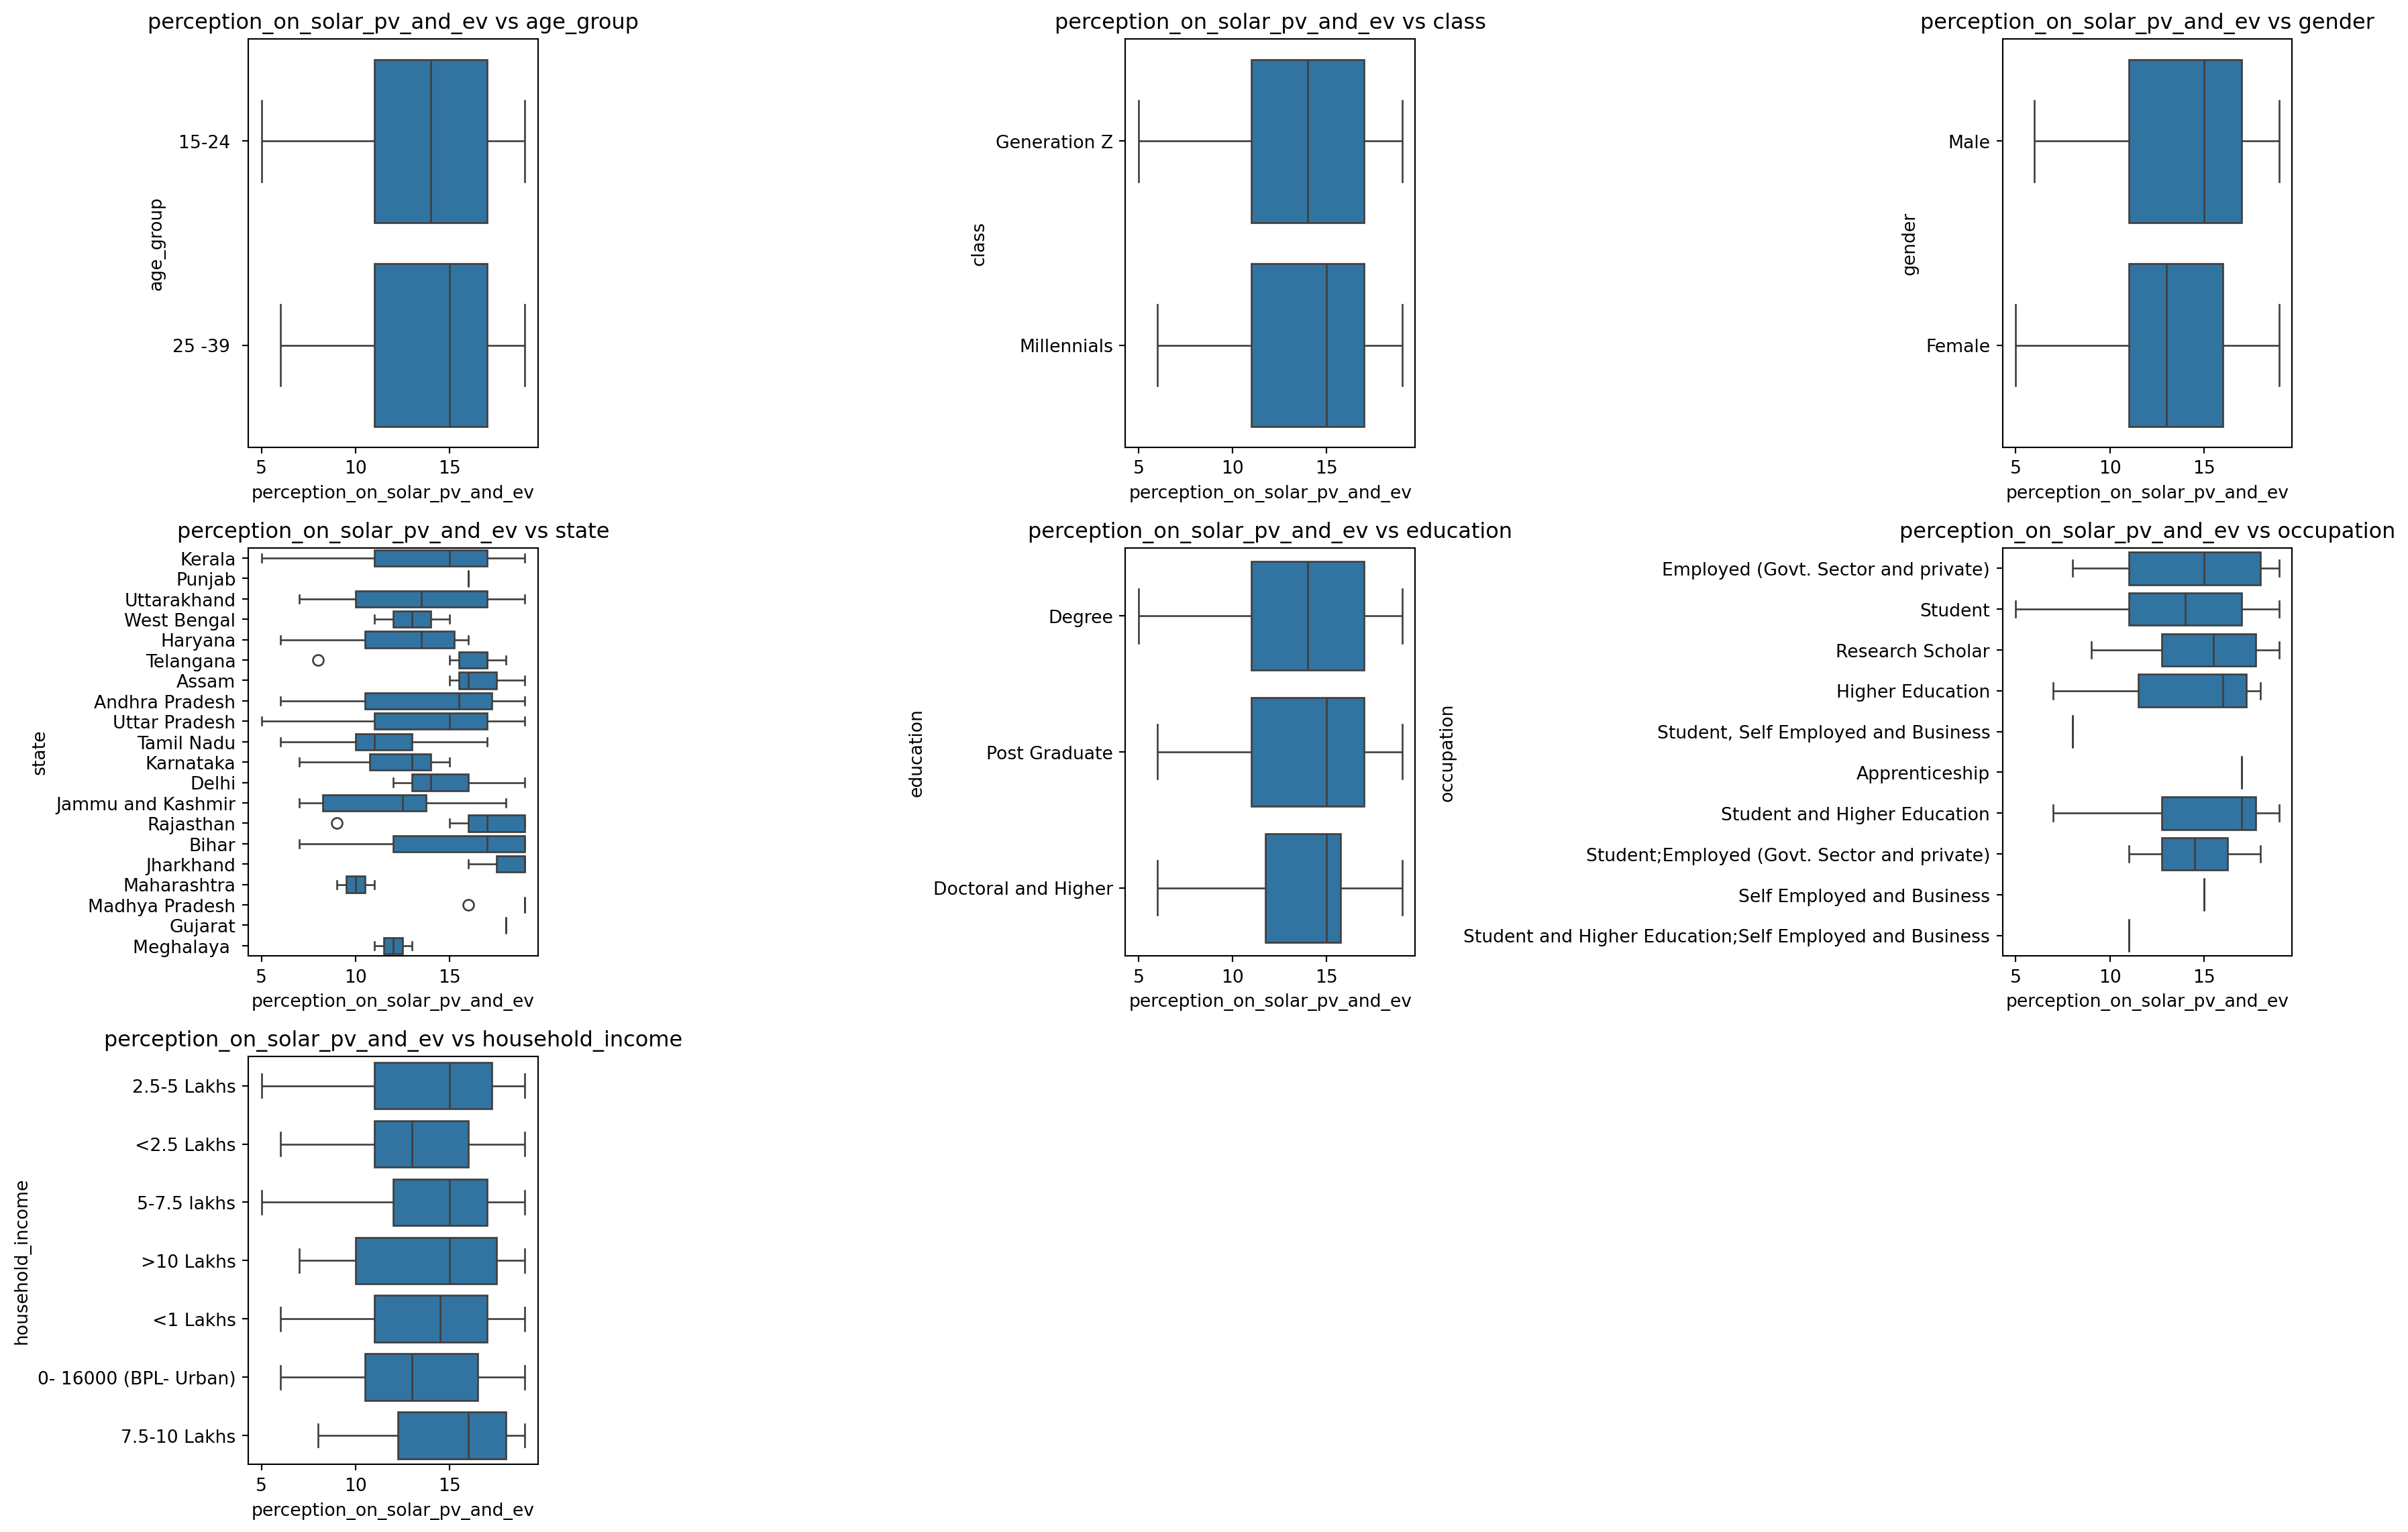 perception_on_solar_pv_and_ev vs age_group
15-24
25 -39
age_group
5 10 15
perception_on_solar_pv_and_ev
perception_on_solar_pv_and_ev vs class
Generation Z
Millennials
class
5 10 15
perception_on_solar_pv_and_ev
perception_on_solar_pv_and_ev vs gender
Male
Female
gender
5 10 15
perception_on_solar_pv_and_ev
perception_on_solar_pv_and_ev vs state
Kerala
Punjab
Uttarakhand
West Bengal
Haryana
Telangana
Assam
Andhra Pradesh
Uttar Pradesh
Tamil Nadu
Karnataka
Delhi
Jammu and Kashmir
Rajasthan
Bihar
Jharkhand
Maharashtra
Madhya Pradesh
Gujarat
Meghalaya
state
5 10 15
perception_on_solar_pv_and_ev
perception_on_solar_pv_and_ev vs education
Degree
Post Graduate
Doctoral and Higher
education
5 10 15
perception_on_solar_pv_and_ev
perception_on_solar_pv_and_ev vs occupation
Employed (Govt. Sector and private)
Student
Research Scholar
Higher Education
Student, Self Employed and Business
Apprenticeship
Student and Higher Education
Student;Employed (Govt. Sector and private)
Self Employed and Business
Student and Higher Education;Self Employed and Business
occupation
5 10 15
perception_on_solar_pv_and_ev
perception_on_solar_pv_and_ev vs household_income
2.5-5 Lakhs
<2.5 Lakhs
5-7.5 lakhs
>10 Lakhs
<1 Lakhs
0- 16000 (BPL- Urban)
7.5-10 Lakhs
household_income
5 10 15
perception_on_solar_pv_and_ev